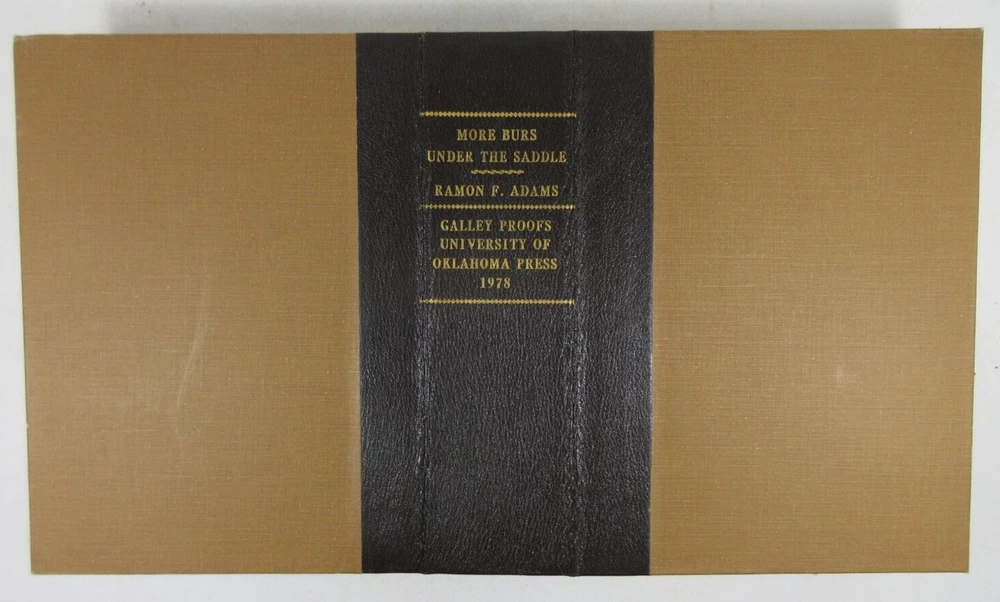 MORE BURS
UNDER THE SADDLE
RAMON F. ADAMS
GALLEY PROOFS
UNIVERSITY OF
OKLAHOMA PRESS
1978